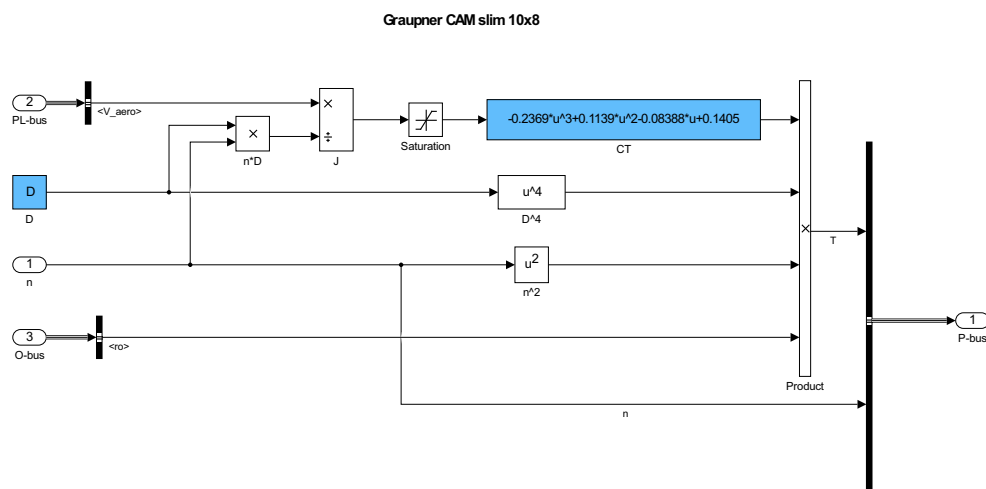 Graupner CAM slim 10x8
2
PL-bus
<V_aero>
×
n*D
×
÷
J
Saturation
-0.2369*u^3+0.1139*u^2-0.08388*u+0.1405
CT
D
D
u^4
D^4
1
n
u²
n^2
3
O-bus
<ro>
×
Product
T
n
1
P-bus